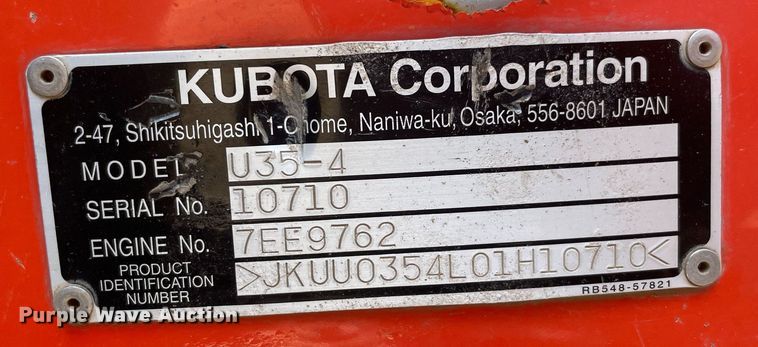 KUBOTA Corporation
2-47, Shikitsuhigashi, 1-Chome, Naniwa-ku, Osaka, 556-8601 JAPAN
MODEL U35-4
SERIAL No. 10710
ENGINE No. 7EE9762
PRODUCT
IDENTIFICATION
NUMBER >JKUU0354L01H10710<
RB548-57821
Purple Wave Auction